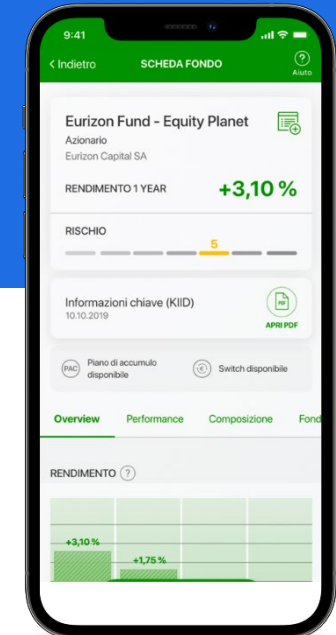 9:41
Indietro
SCHEDA FONDO
?
Aiuto
Eurizon Fund - Equity Planet
Azionario
Eurizon Capital SA
RENDIMENTO 1 YEAR
+3,10 %
RISCHIO
5
Informazioni chiave (KIID)
10.10.2019
PDF
APRI PDF
PAC
Piano di accumulo
disponibile
€
Switch disponibile
Overview
Performance
Composizione
Fond
RENDIMENTO ?
+3,10 %
+1,75 %